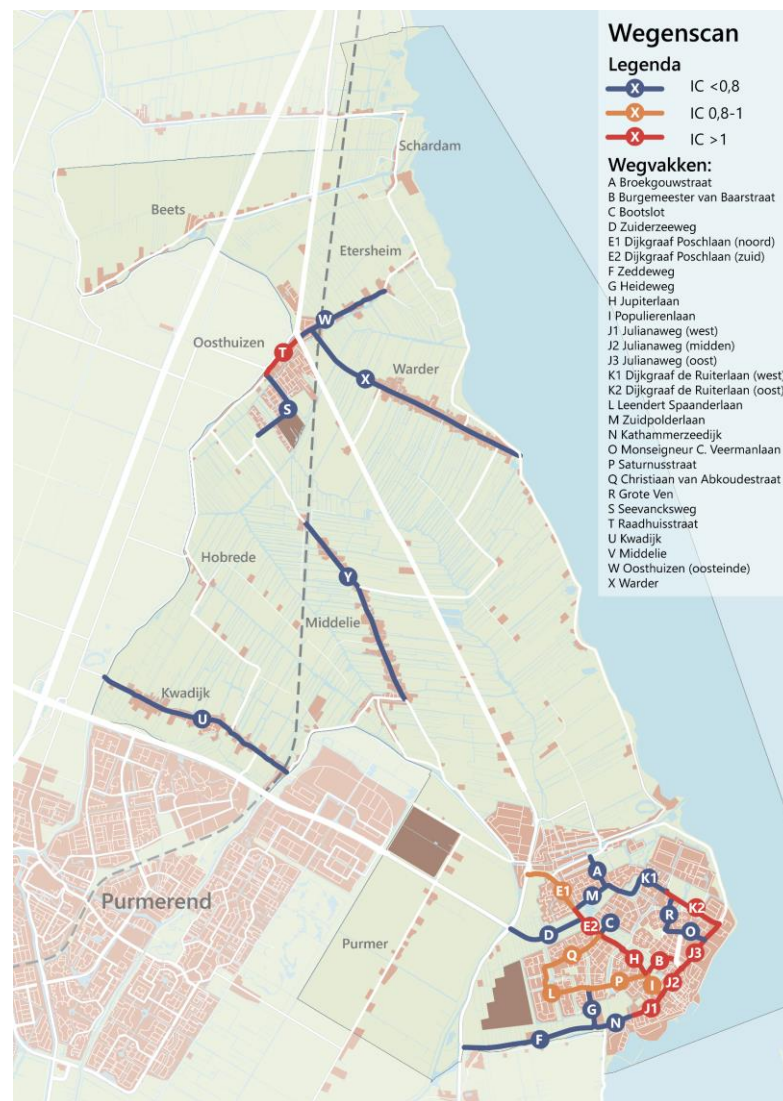 Wegenscan
Legenda
X IC <0,8
X IC 0,8-1
X IC >1
Wegvakken:
A Broekgouwstraat
B Burgemeester van Baarstraat
C Bootslot
D Zuiderzeeweg
E1 Dijkgraaf Poschlaan (noord)
E2 Dijkgraaf Poschlaan (zuid)
F Zeddeweg
G Heideweg
H Jupiterlaan
I Populierenlaan
J1 Julianaweg (west)
J2 Julianaweg (midden)
J3 Julianaweg (oost)
K1 Dijkgraaf de Ruiterlaan (west)
K2 Dijkgraaf de Ruiterlaan (oost)
L Leendert Spaanderlaan
M Zuidpolderlaan
N Kathammerzeedijk
O Monseigneur C. Veermanlaan
P Saturnusstraat
Q Christiaan van Abkoudestraat
R Grote Ven
S Seevancksweg
T Raadhuisstraat
U Kwadijk
V Middelie
W Oosthuizen (oosteinde)
X Warder
Schardam
Beets
Etersheim
W
Oosthuizen
T
X
Warder
S
Hobrede
Y
Middelie
Kwadijk
U
Purmerend
Purmer
A
K1
E1
M
K2
R
C
E2
D
O
Q
H
B
J3
P
I
J2
L
G
J1
N
F